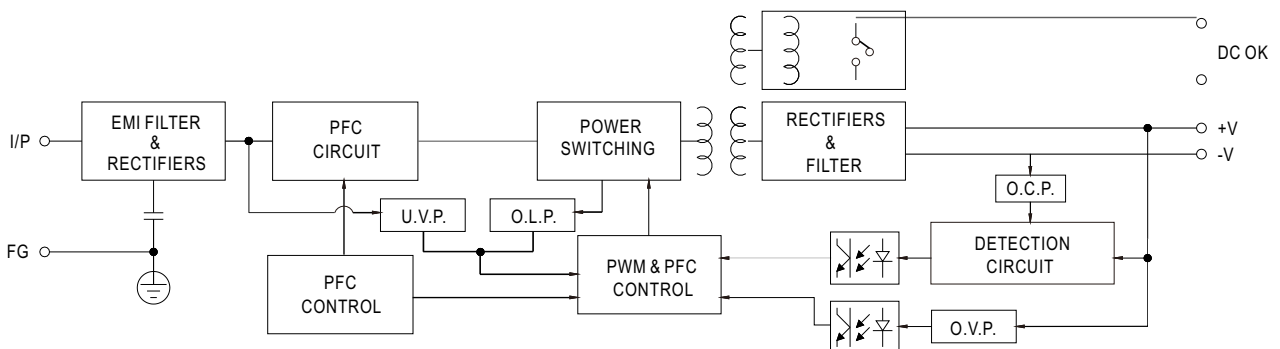 DC OK
I/P
EMI FILTER
&
RECTIFIERS
PFC
CIRCUIT
POWER
SWITCHING
RECTIFIERS
&
FILTER
+V
-V
O.C.P.
U.V.P.
O.L.P.
FG
PFC
CONTROL
PWM & PFC
CONTROL
DETECTION
CIRCUIT
O.V.P.